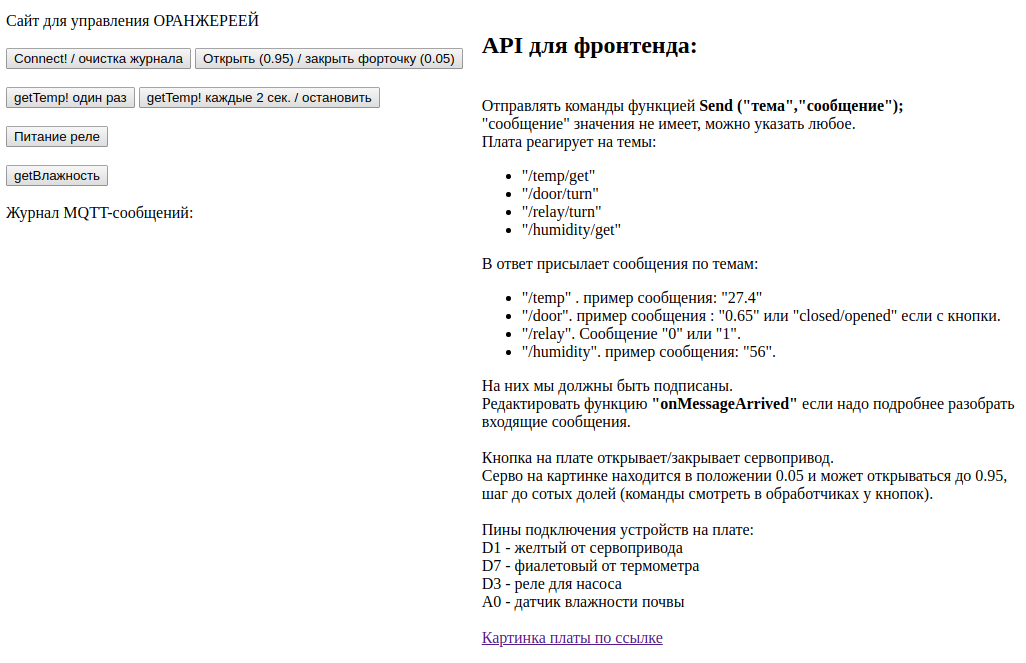 Сайт для управления ОРАНЖЕРЕЕЙ
Connect! / очистка журнала
Открыть (0.95) / закрыть форточку (0.05)
getTemp! один раз
getTemp! каждые 2 сек. / остановить
Питание реле
getВлажность
Журнал MQTT-сообщений:
API для фронтенда:
Отправлять команды функцией Send ("тема","сообщение");
"сообщение" значения не имеет, можно указать любое.
Плата реагирует на темы:
• "/temp/get"
• "/door/turn"
• "/relay/turn"
• "/humidity/get"
В ответ присылает сообщения по темам:
• "/temp" . пример сообщения: "27.4"
• "/door". пример сообщения : "0.65" или "closed/opened" если с кнопки.
• "/relay". Сообщение "0" или "1".
• "/humidity". пример сообщения: "56".
На них мы должны быть подписаны.
Редактировать функцию "onMessageArrived" если надо подробнее разобрать
входящие сообщения.
Кнопка на плате открывает/закрывает сервопривод.
Серво на картинке находится в положении 0.05 и может открываться до 0.95,
шаг до сотых долей (команды смотреть в обработчиках у кнопок).
Пины подключения устройств на плате:
D1 - желтый от сервопривода
D7 - фиалетовый от термометра
D3 - реле для насоса
A0 - датчик влажности почвы
Картинка платы по ссылке